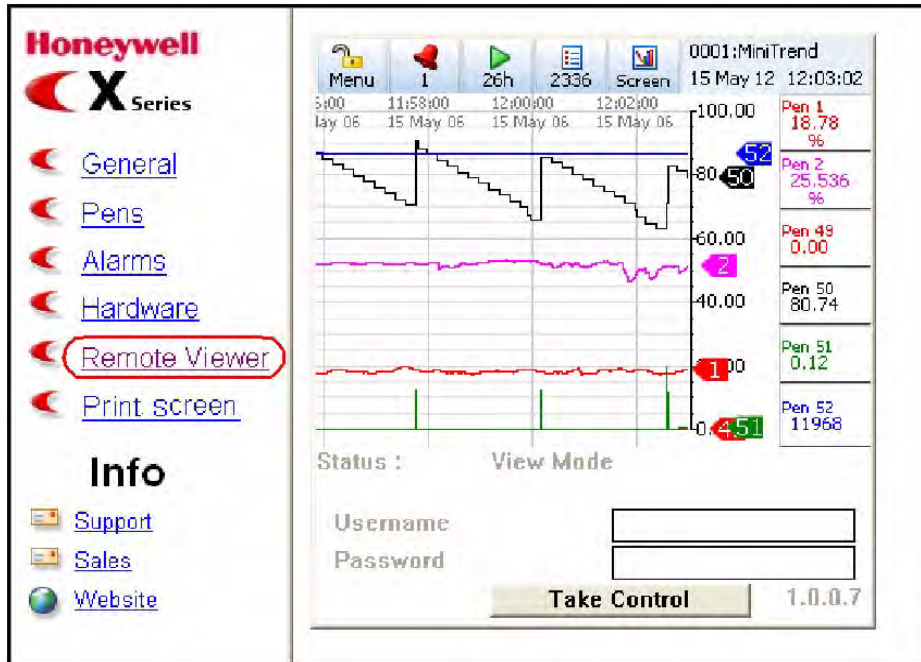 Honeywell
X Series
General
Pens
Alarms
Hardware
Remote Viewer
Print screen
Info
Support
Sales
Website
Menu
1
26h
2336
Screen
0001:MiniTrend
15 May 12 12:03:02
11:58:00 12:00:00 12:02:00
15 May 06 15 May 06 15 May 06
100.00
80
60.00
40.00
52
50
2
1
51
Pen 1
18.78
%
Pen 2
25.536
%
Pen 49
0.00
Pen 50
80.74
Pen 51
0.12
Pen 52
11968
Status : View Mode
Username
Password
Take Control
1.0.0.7